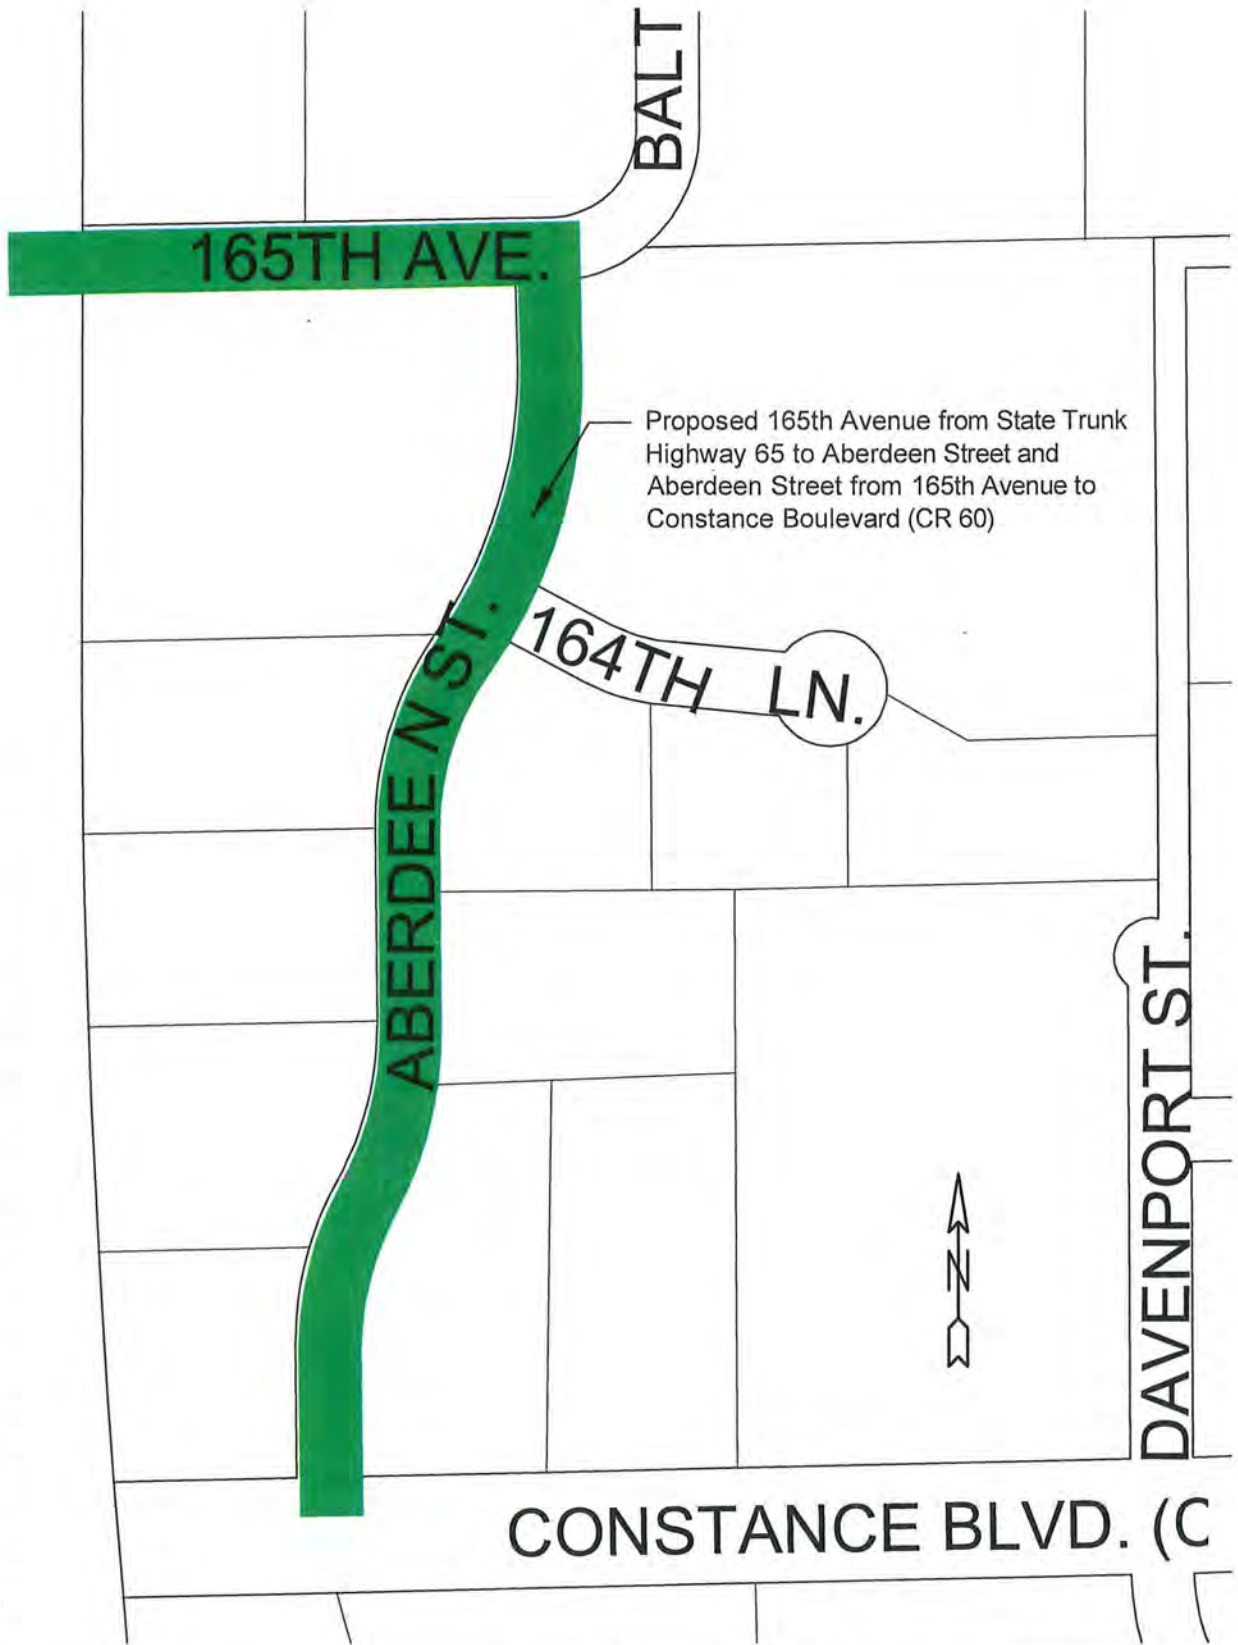 BALT
165TH AVE.
Proposed 165th Avenue from State Trunk
Highway 65 to Aberdeen Street and
Aberdeen Street from 165th Avenue to
Constance Boulevard (CR 60)
164TH LN.
ABERDEEN ST.
DAVENPORT ST.
N
CONSTANCE BLVD. (C